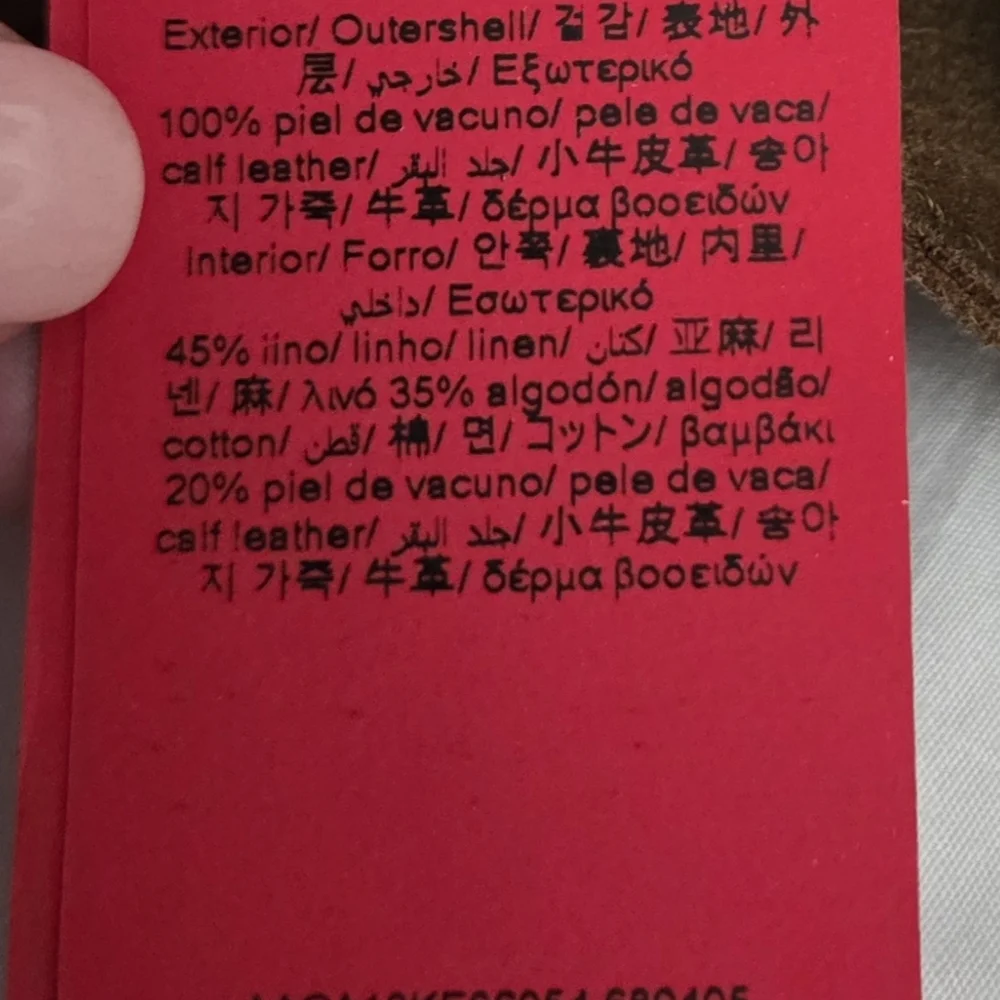 Exterior/ Outershell/ 겉감/ 表地/ 外
层/ خارجي/ Εξωτερικό
100% piel de vacuno/ pele de vaca/
calf leather/ جلد البقر/ 小牛皮革/ 송아
지 가죽/ 牛革/ δέρμα βοοειδών
Interior/ Forro/ 안쪽/ 裏地/ 内里/
داخلي/ Εσωτερικό
45% lino/ linho/ linen/ كتان/ 亚麻/ 리
넨/ 麻/ λινό 35% algodón/ algodão/
cotton/ قطن/ 棉/ 면/ コットン/ βαμβάκι
20% piel de vacuno/ pele de vaca/
calf leather/ جلد البقر/ 小牛皮革/ 송아
지 가죽/ 牛革/ δέρμα βοοειδών